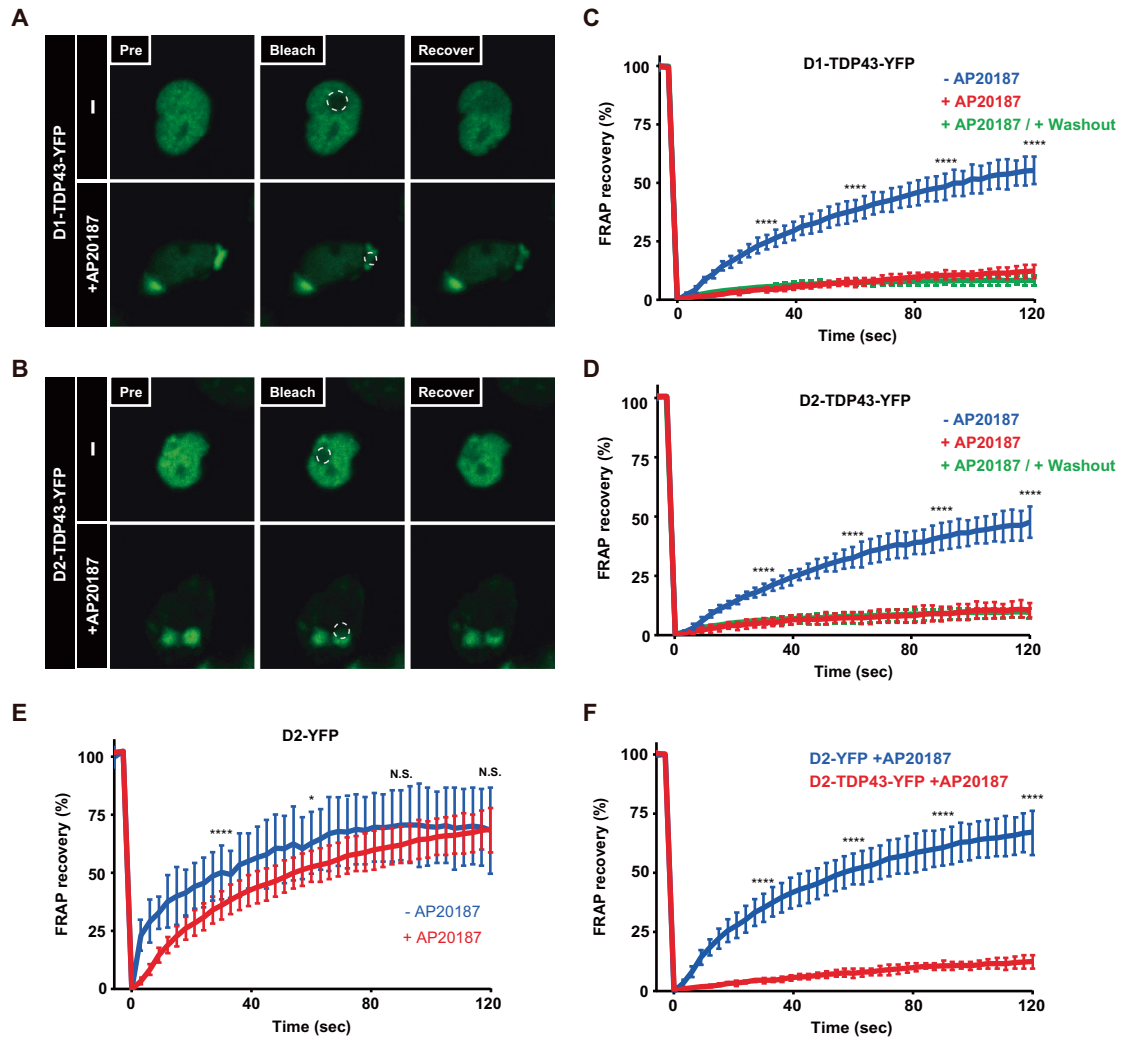 A
Pre
Bleach
Recover
D1-TDP43-YFP
–
+AP20187
B
Pre
Bleach
Recover
D2-TDP43-YFP
–
+AP20187
C
D1-TDP43-YFP
- AP20187
+ AP20187
+ AP20187 / + Washout
****
****
****
****
FRAP recovery (%)
100
75
50
25
0
0 40 80 120
Time (sec)
D
D2-TDP43-YFP
- AP20187
+ AP20187
+ AP20187 / + Washout
****
****
****
****
FRAP recovery (%)
100
75
50
25
0
0 40 80 120
Time (sec)
E
D2-YFP
****
*
N.S.
N.S.
- AP20187
+ AP20187
FRAP recovery (%)
100
75
50
25
0
0 40 80 120
Time (sec)
F
D2-YFP +AP20187
D2-TDP43-YFP +AP20187
****
****
****
****
FRAP recovery (%)
100
75
50
25
0
0 40 80 120
Time (sec)